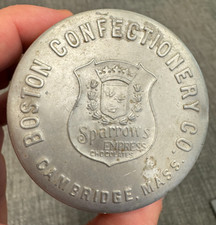 BOSTON CONFECTIONERY CO.
Sparrow's
EMPRESS
CHOCOLATES
CAMBRIDGE, MASS.